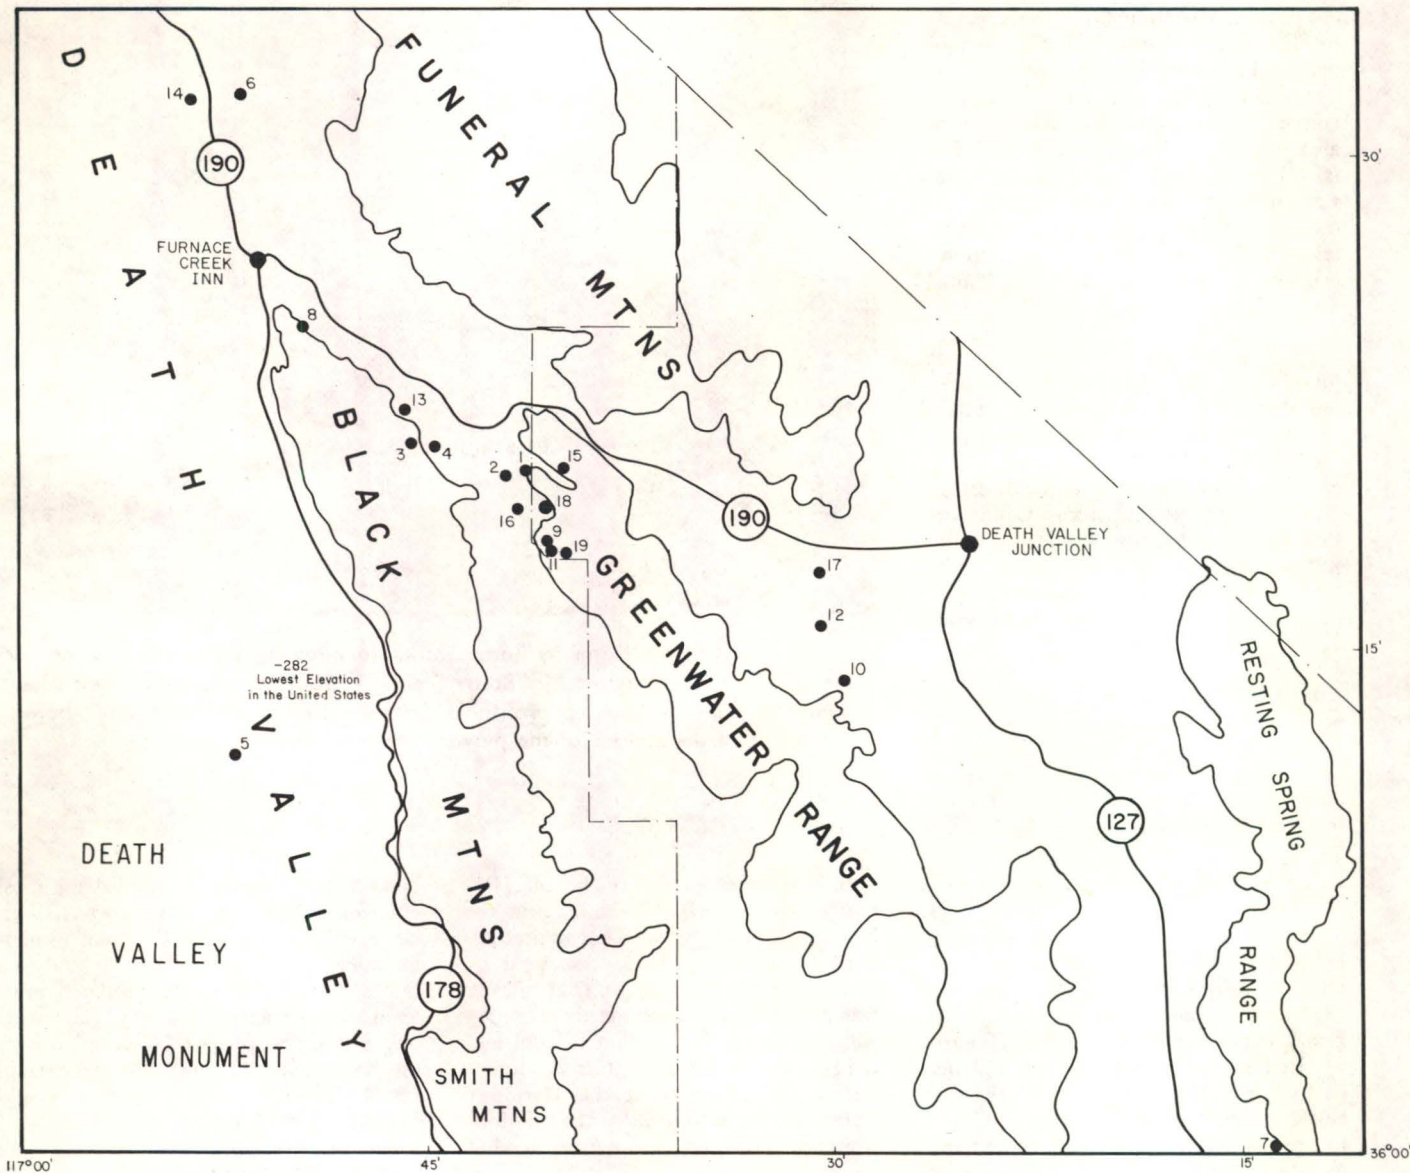 DEATH VALLEY
FUNERAL MTNS
14
6
190
30'
FURNACE
CREEK
INN
8
13
3
4
BLACK MTNS
2
1
15
16
18
9
11
19
190
DEATH VALLEY
JUNCTION
17
12
10
15'
GREENWATER RANGE
RESTING SPRING RANGE
-282
Lowest Elevation
in the United States
5
127
DEATH
VALLEY
MONUMENT
178
SMITH
MTNS
7
117°00'
45'
30'
15'
36°00'